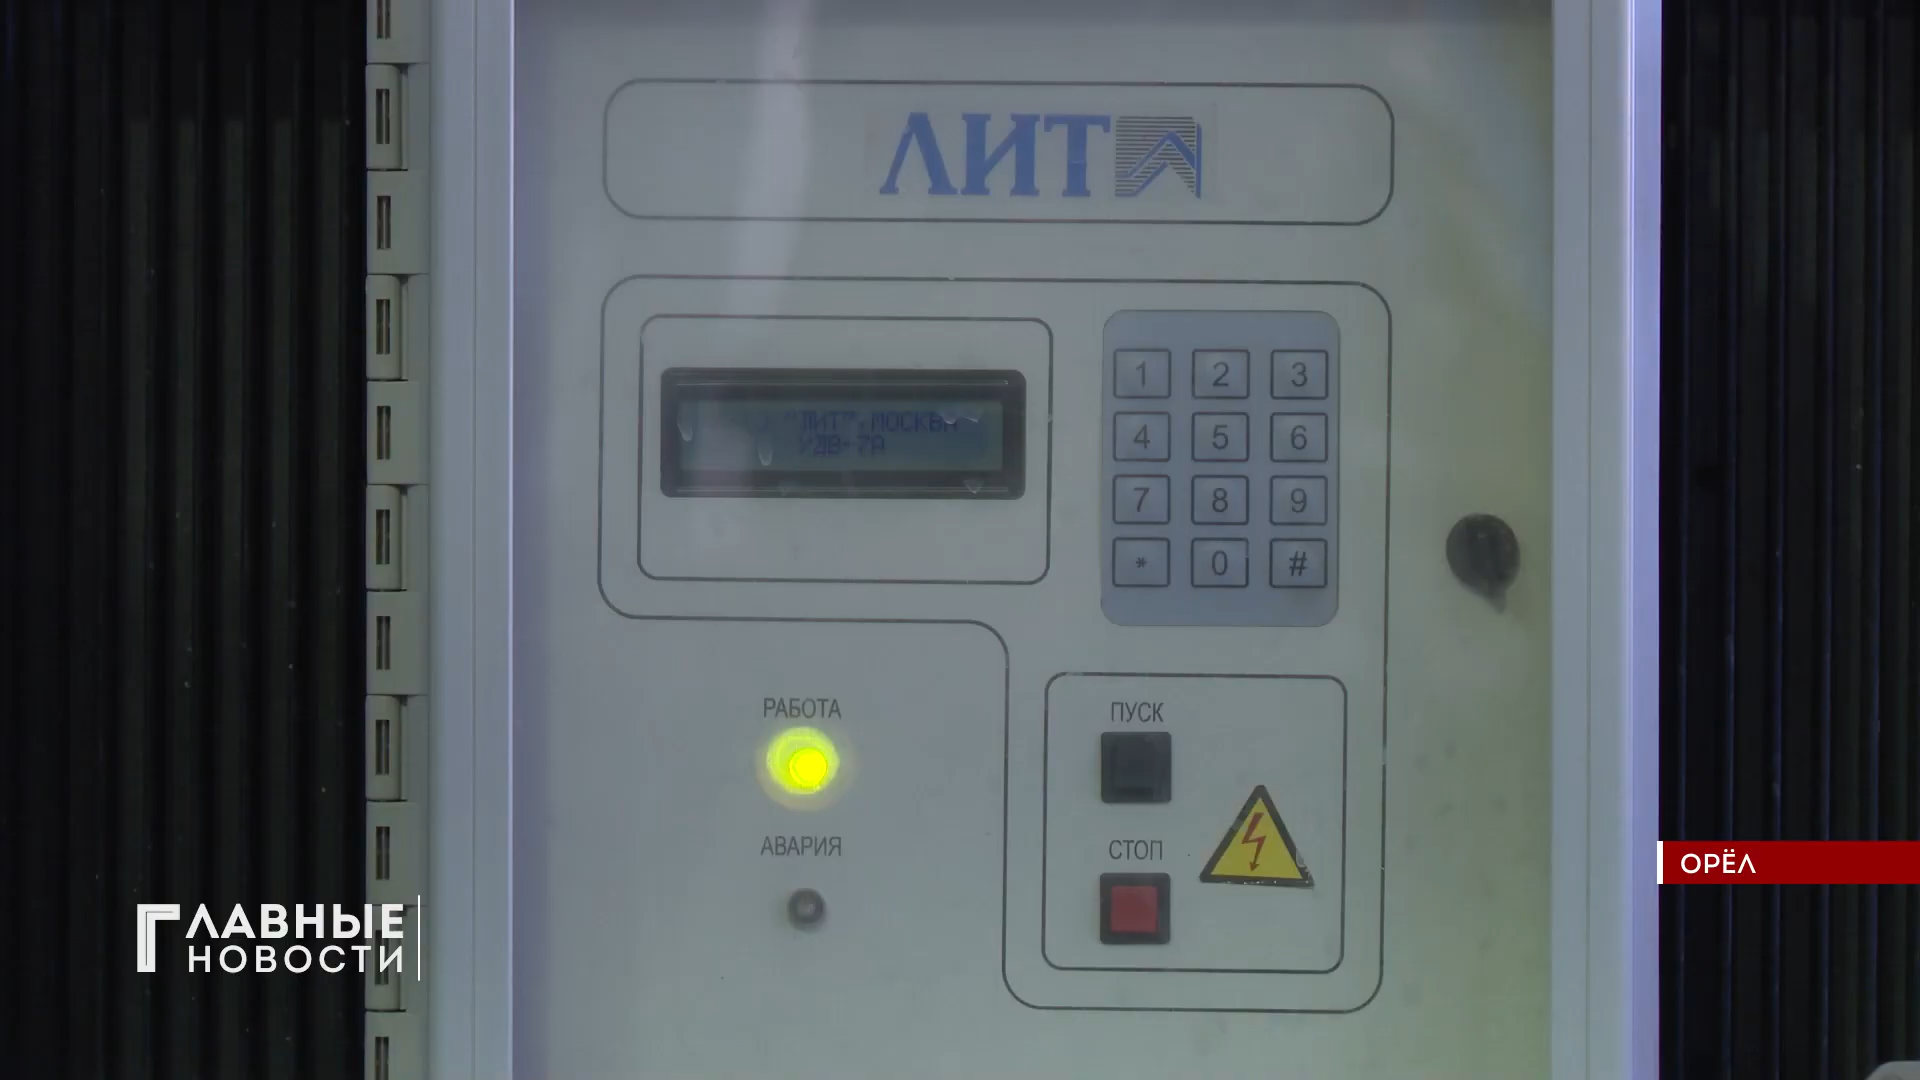 ЛИТ
"ЛИТ", МОСКВА
УДВ-7А
1 2 3
4 5 6
7 8 9
* 0 #
РАБОТА
ПУСК
АВАРИЯ
СТОП
ОРЁЛ
ГЛАВНЫЕ
НОВОСТИ